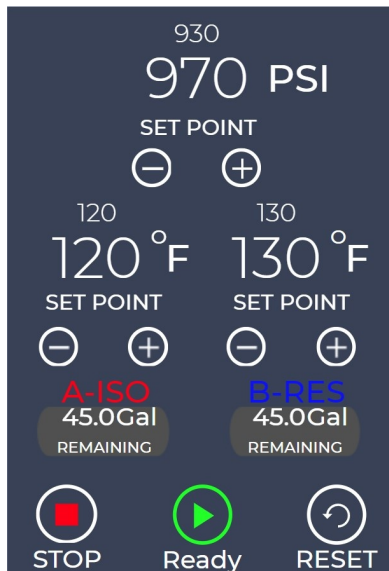 930
970 PSI
SET POINT
120 130
120 °F 130 °F
SET POINT SET POINT
A-ISO B-RES
45.0Gal 45.0Gal
REMAINING REMAINING
STOP Ready RESET